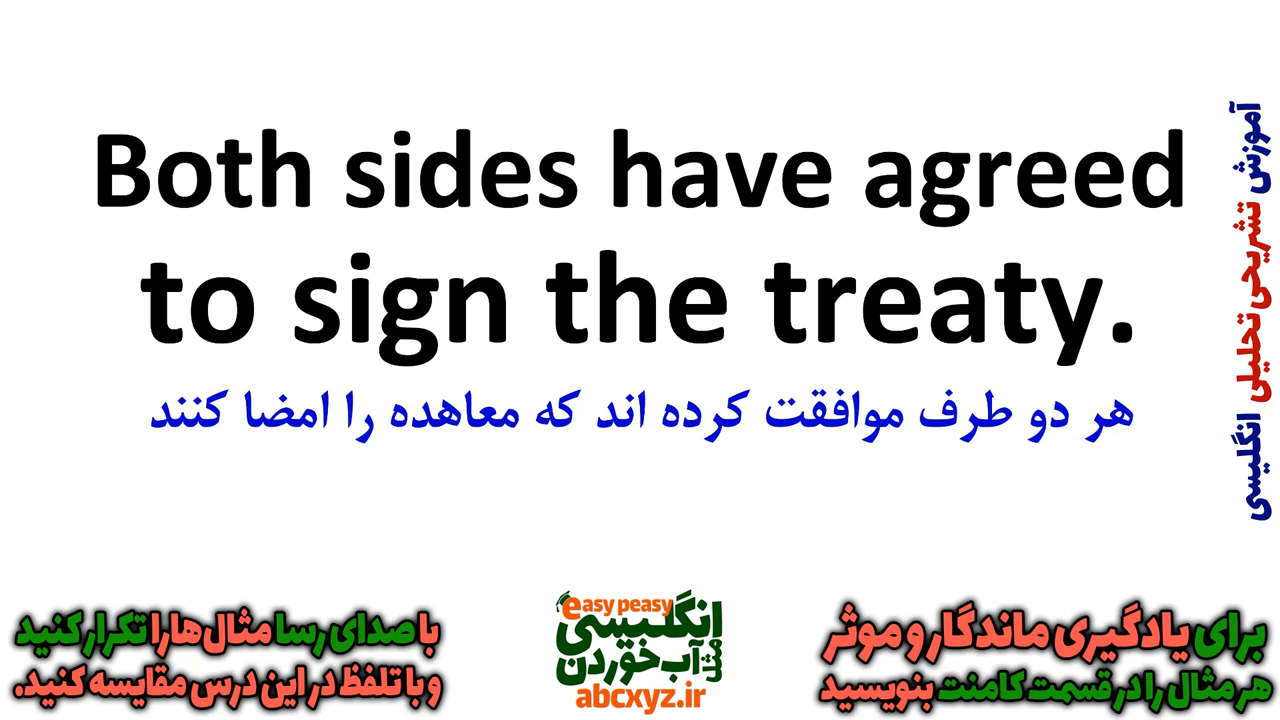 Both sides have agreed
to sign the treaty.
هر دو طرف موافقت کرده اند که معاهده را امضا کنند
آموزش تشریحی تحلیلی انگلیسی
برای یادگیری ماندگار و موثر
هر مثال را در قسمت کامنت بنویسید
easy peasy
انگلیسی
مثل آب خوردن
abcxyz.ir
با صدای رسا مثال‌ها را تکرار کنید
و با تلفظ در این درس مقایسه کنید.